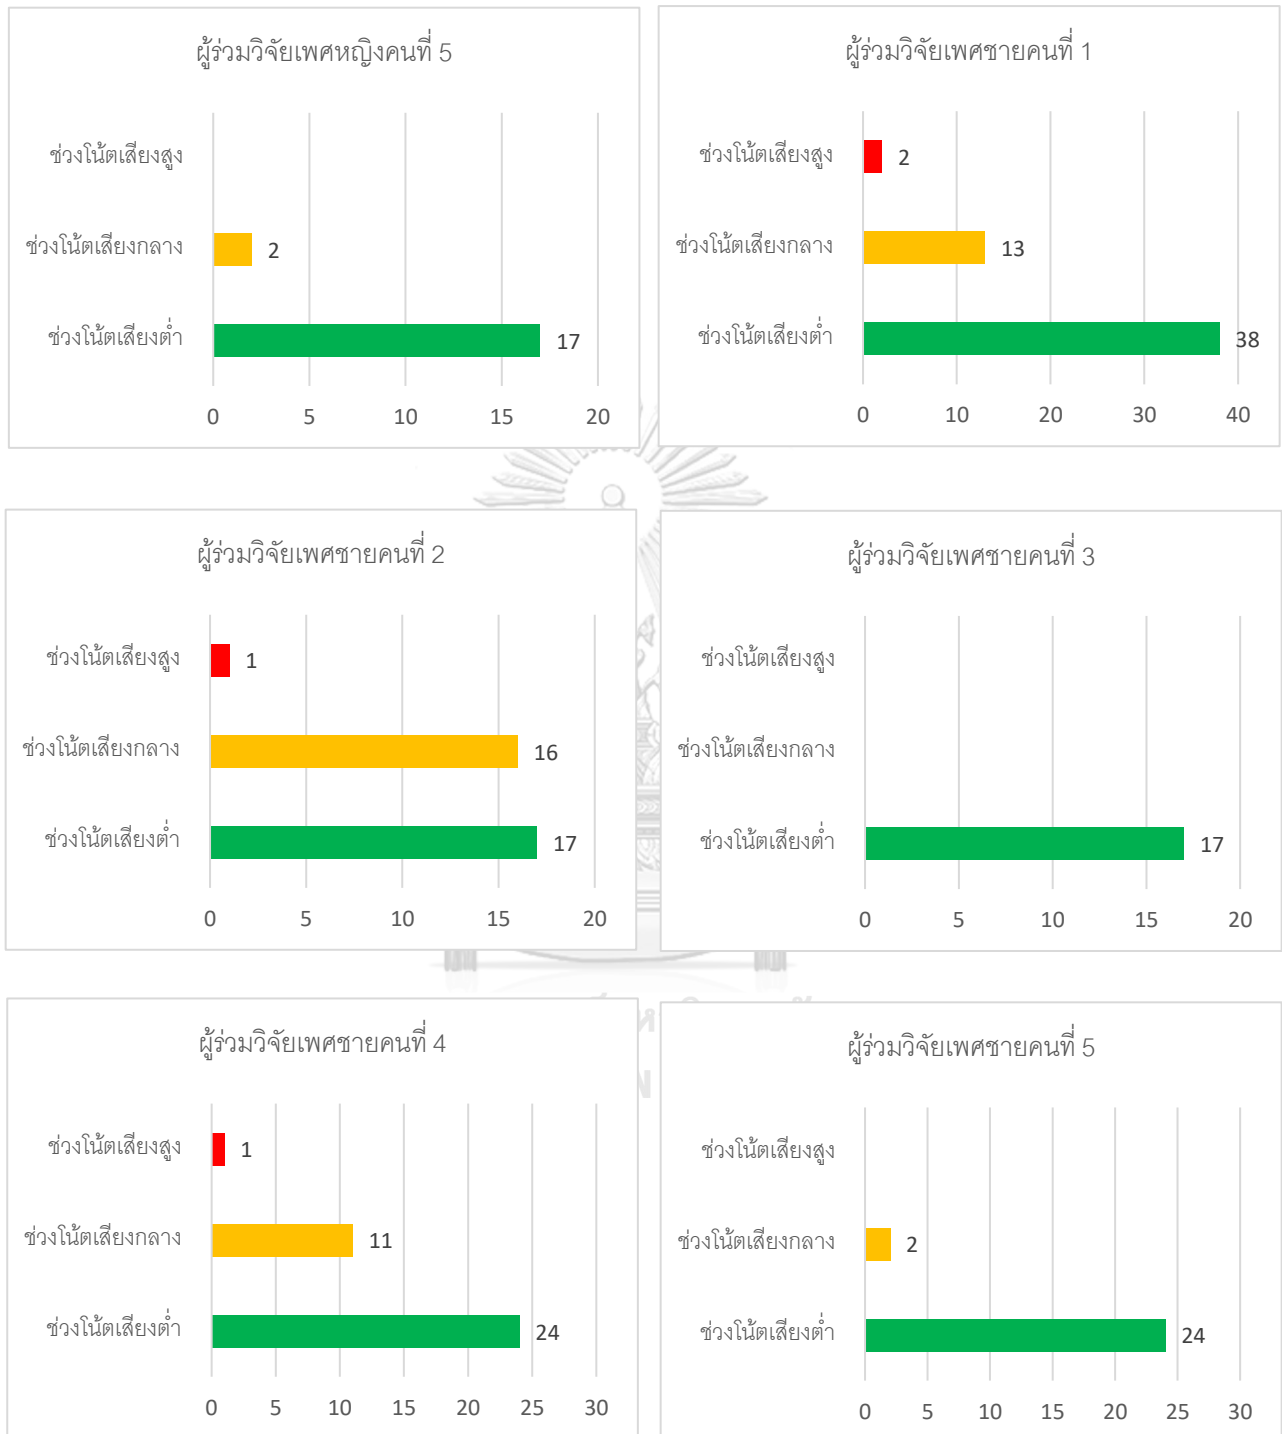 ผู้ร่วมวิจัยเพศหญิงคนที่ 5
ช่วงโน้ตเสียงสูง
ช่วงโน้ตเสียงกลาง 2
ช่วงโน้ตเสียงต่ำ 17
0 5 10 15 20
ผู้ร่วมวิจัยเพศชายคนที่ 1
ช่วงโน้ตเสียงสูง 2
ช่วงโน้ตเสียงกลาง 13
ช่วงโน้ตเสียงต่ำ 38
0 10 20 30 40
ผู้ร่วมวิจัยเพศชายคนที่ 2
ช่วงโน้ตเสียงสูง 1
ช่วงโน้ตเสียงกลาง 16
ช่วงโน้ตเสียงต่ำ 17
0 5 10 15 20
ผู้ร่วมวิจัยเพศชายคนที่ 3
ช่วงโน้ตเสียงสูง
ช่วงโน้ตเสียงกลาง
ช่วงโน้ตเสียงต่ำ 17
0 5 10 15 20
ผู้ร่วมวิจัยเพศชายคนที่ 4
ช่วงโน้ตเสียงสูง 1
ช่วงโน้ตเสียงกลาง 11
ช่วงโน้ตเสียงต่ำ 24
0 5 10 15 20 25 30
ผู้ร่วมวิจัยเพศชายคนที่ 5
ช่วงโน้ตเสียงสูง
ช่วงโน้ตเสียงกลาง 2
ช่วงโน้ตเสียงต่ำ 24
0 5 10 15 20 25 30